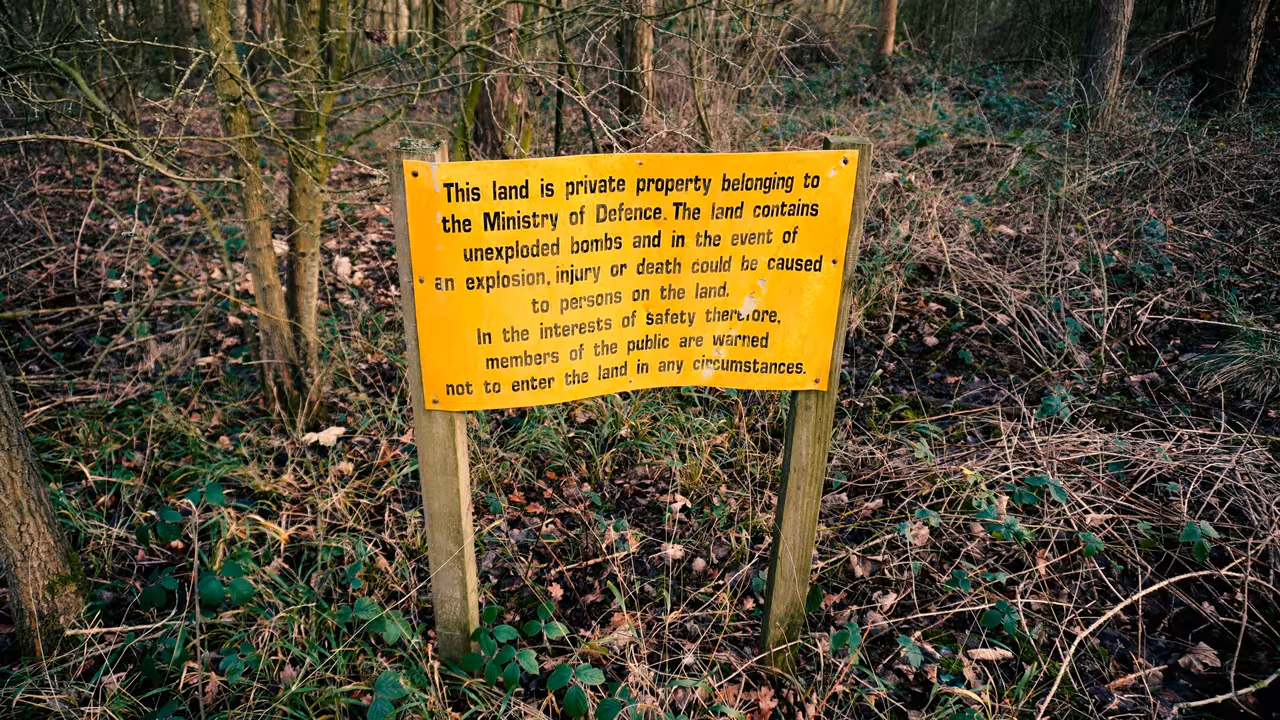 This land is private property belonging to
the Ministry of Defence. The land contains
unexploded bombs and in the event of
an explosion, injury or death could be caused
to persons on the land.
In the interests of safety therefore,
members of the public are warned
not to enter the land in any circumstances.